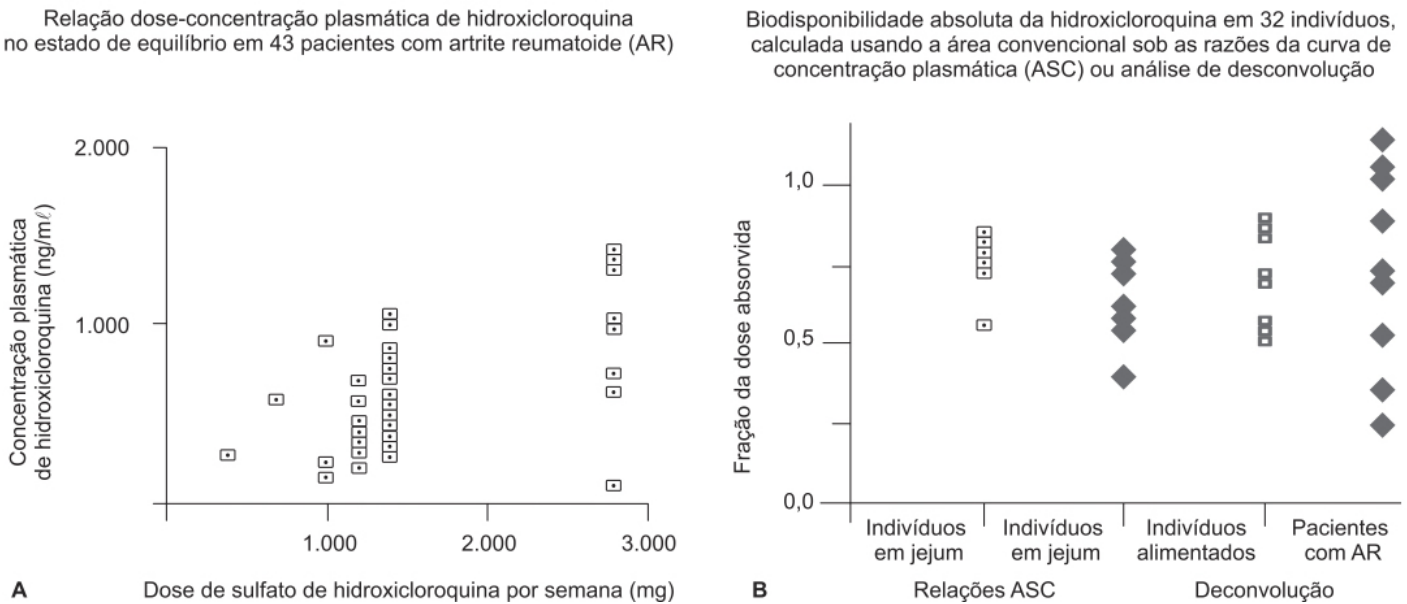 Relação dose-concentração plasmática de hidroxicloroquina
no estado de equilíbrio em 43 pacientes com artrite reumatoide (AR)
2.000
1.000
Concentração plasmática
de hidroxicloroquina (ng/mℓ)
1.000
2.000
3.000
A
Dose de sulfato de hidroxicloroquina por semana (mg)
Biodisponibilidade absoluta da hidroxicloroquina em 32 indivíduos,
calculada usando a área convencional sob as razões da curva de
concentração plasmática (ASC) ou análise de desconvolução
1,0
0,5
0,0
Fração da dose absorvida
Indivíduos
em jejum
Indivíduos
em jejum
Indivíduos
alimentados
Pacientes
com AR
B
Relações ASC
Deconvolução